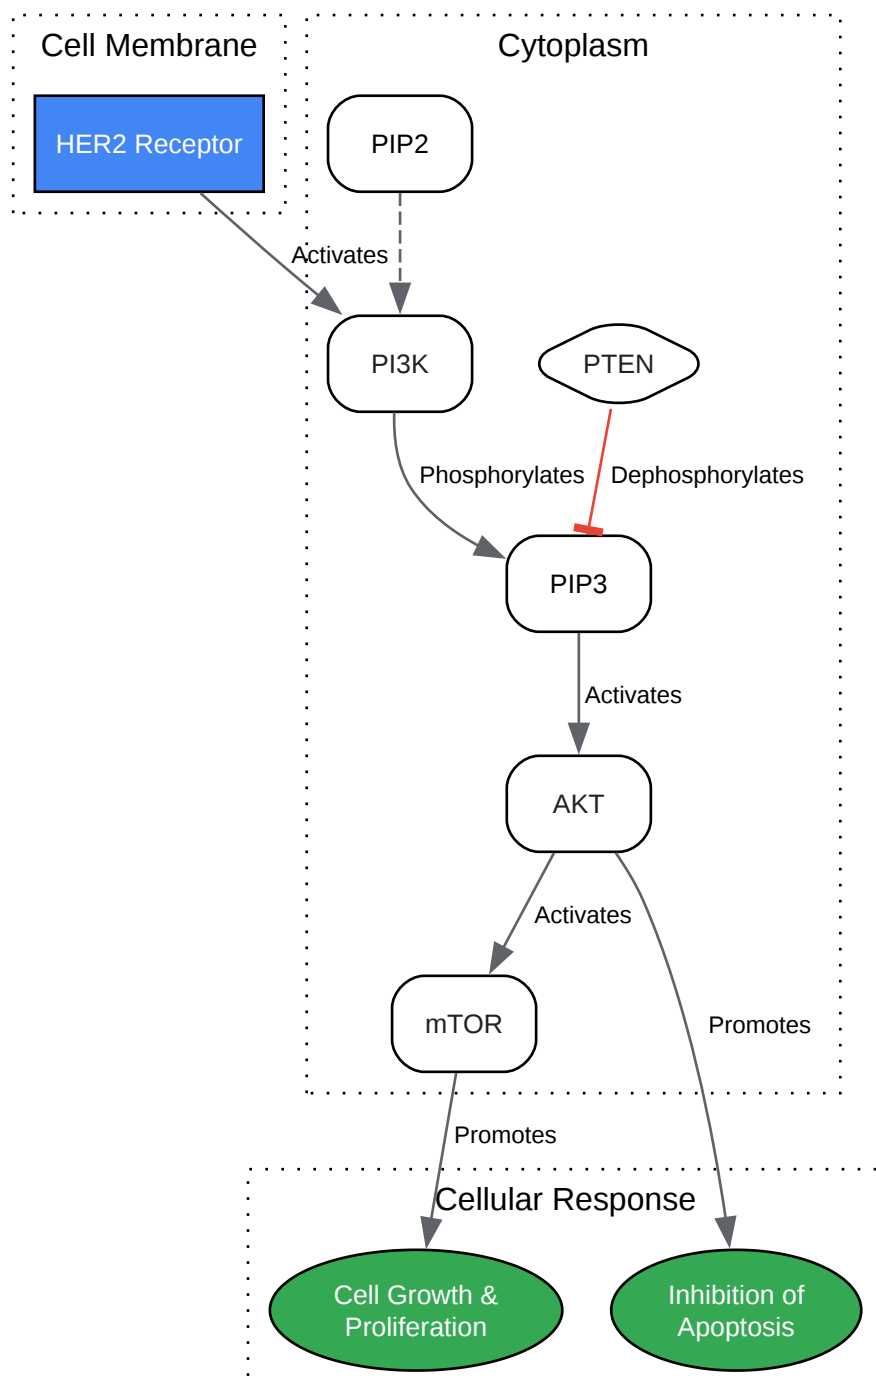 Cell Membrane
Cytoplasm
HER2 Receptor
PIP2
Activates
PI3K
PTEN
Phosphorylates
Dephosphorylates
PIP3
Activates
AKT
Activates
mTOR
Promotes
Promotes
Cellular Response
Cell Growth &
Proliferation
Inhibition of
Apoptosis